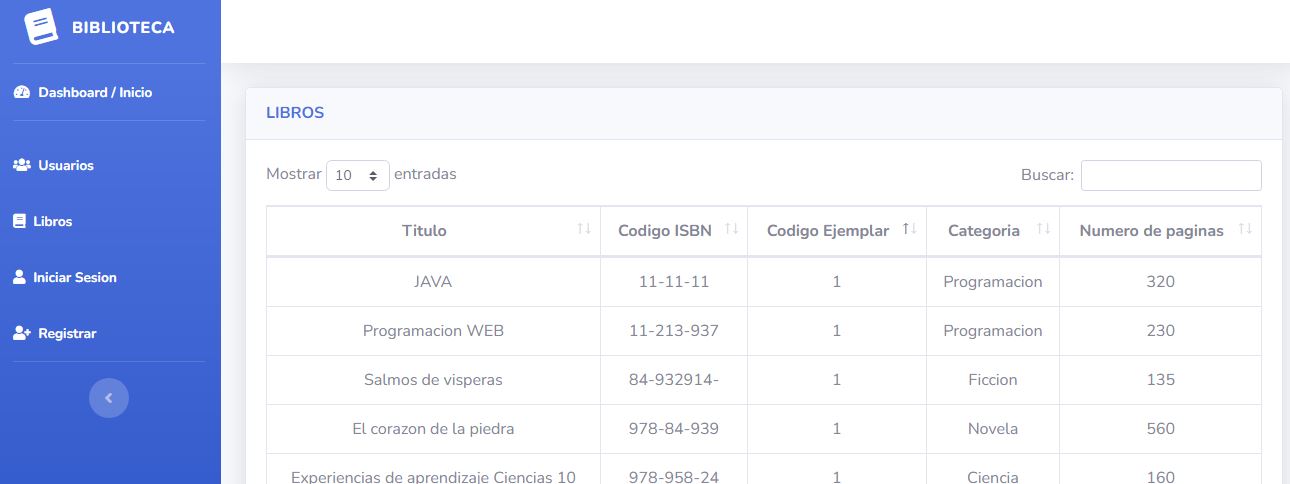 BIBLIOTECA
Dashboard / Inicio
Usuarios
Libros
Iniciar Sesion
Registrar
LIBROS
Mostrar 10 entradas Buscar:
Titulo Codigo ISBN Codigo Ejemplar Categoria Numero de paginas
JAVA 11-11-11 1 Programacion 320
Programacion WEB 11-213-937 1 Programacion 230
Salmos de visperas 84-932914- 1 Ficcion 135
El corazon de la piedra 978-84-939 1 Novela 560
Experiencias de aprendizaje Ciencias 10 978-958-24 1 Ciencia 160